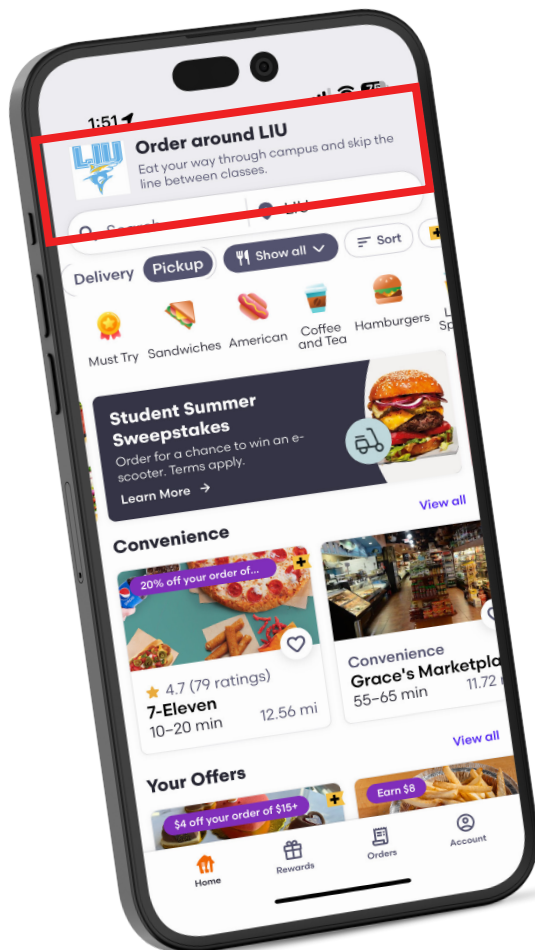 1:51
LIU
Order around LIU
Eat your way through campus and skip the
line between classes.
Search
LIU
Delivery
Pickup
Show all
Sort
Must Try
Sandwiches
American
Coffee
and Tea
Hamburgers
Student Summer
Sweepstakes
Order for a chance to win an e-
scooter. Terms apply.
Learn More →
Convenience
View all
20% off your order of...
4.7 (79 ratings)
7-Eleven
10–20 min
12.56 mi
Convenience
Grace's Marketpla
55–65 min
11.72
Your Offers
View all
$4 off your order of $15+
Earn $8
Home
Rewards
Orders
Account